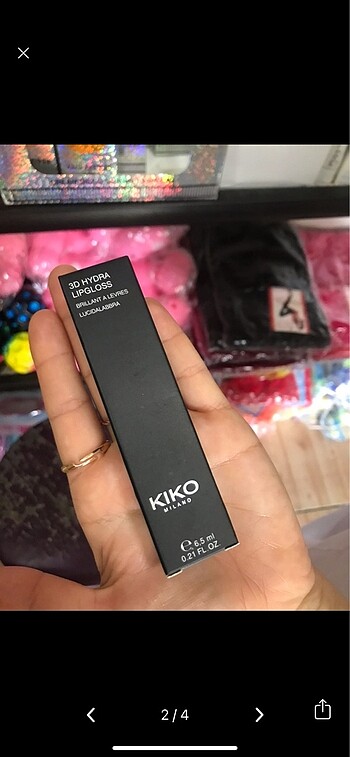 3D HYDRA
LIPGLOSS
BRILLANT A LEVRES
LUCIDALABBRA
KIKO
MILANO
e 6.5 ml
0.21 FL.OZ.
2/4